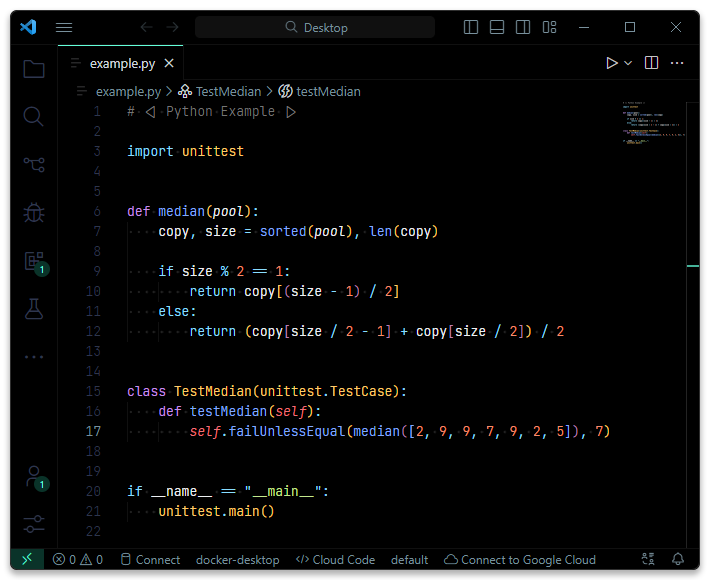 Desktop
example.py
example.py > TestMedian > testMedian
1 # ◁ Python Example ▷
2
3 import unittest
4
5
6 def median(pool):
7 copy, size = sorted(pool), len(copy)
8
9 if size % 2 == 1:
10 return copy[(size - 1) / 2]
11 else:
12 return (copy[size / 2 - 1] + copy[size / 2]) / 2
13
14
15 class TestMedian(unittest.TestCase):
16 def testMedian(self):
17 self.failUnlessEqual(median([2, 9, 9, 7, 9, 2, 5]), 7)
18
19
20 if __name__ == "__main__":
21 unittest.main()
22
1
1
0 0 Connect docker-desktop Cloud Code default Connect to Google Cloud